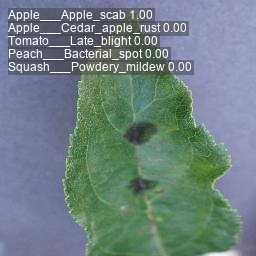 Apple___Apple_scab 1.00
Apple___Cedar_apple_rust 0.00
Tomato___Late_blight 0.00
Peach___Bacterial_spot 0.00
Squash___Powdery_mildew 0.00